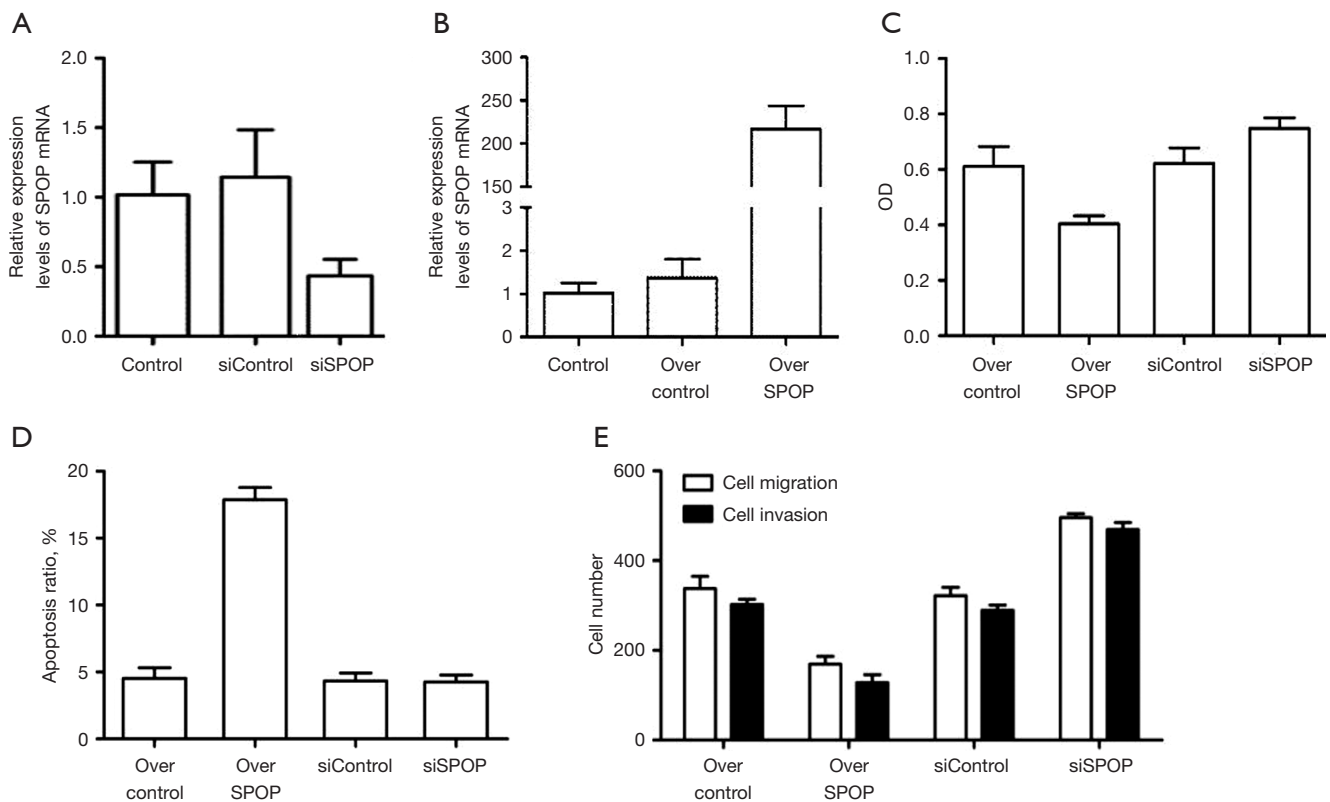 A
Relative expression
levels of SPOP mRNA
2.0
1.5
1.0
0.5
0.0
Control
siControl
siSPOP
B
Relative expression
levels of SPOP mRNA
300
250
200
150
3
2
1
0
Control
Over
control
Over
SPOP
C
OD
1.0
0.8
0.6
0.4
0.2
0.0
Over
control
Over
SPOP
siControl
siSPOP
D
Apoptosis ratio, %
20
15
10
5
0
Over
control
Over
SPOP
siControl
siSPOP
E
Cell number
600
400
200
0
Cell migration
Cell invasion
Over
control
Over
SPOP
siControl
siSPOP